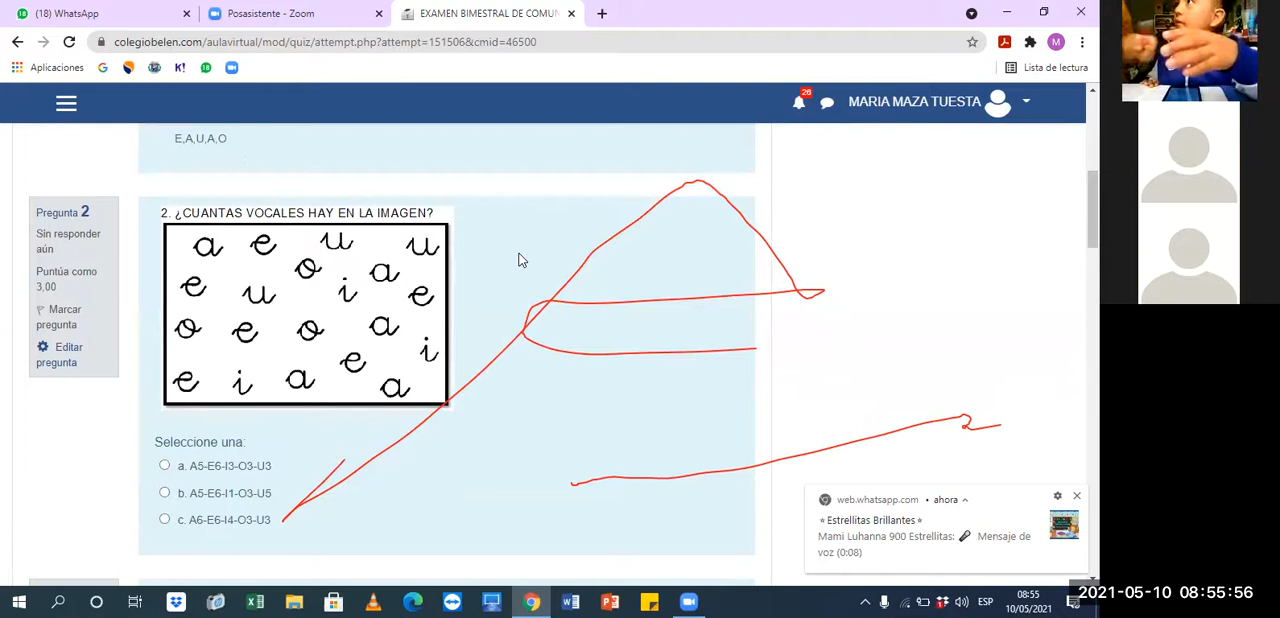 (18) WhatsApp
Posasistente - Zoom
EXAMEN BIMESTRAL DE COMUN
colegiobelen.com/aulavirtual/mod/quiz/attempt.php?attempt=151506&cmid=46500
M
Aplicaciones
Lista de lectura
26
MARIA MAZA TUESTA
E,A,U,A,O
Pregunta 2
Sin responder
aún
Puntúa como
3,00
Marcar
pregunta
Editar
pregunta
2. ¿CUANTAS VOCALES HAY EN LA IMAGEN?
a e u u
e u o i a e
o e o a i
e i a e a
Seleccione una:
a. A5-E6-I3-O3-U3
b. A5-E6-I1-O3-U5
c. A6-E6-I4-O3-U3
web.whatsapp.com • ahora
⭐Estrellitas Brillantes⭐
Mami Luhanna 900 Estrellitas: 🎤 Mensaje de
voz (0:08)
ESP
08:55
10/05/2021
2021-05-10 08:55:56